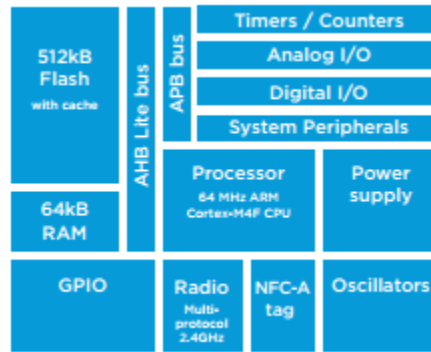 512kB
Flash
with cache
AHB Lite bus
APB bus
Timers / Counters
Analog I/O
Digital I/O
System Peripherals
64kB
RAM
Processor
64 MHz ARM
Cortex-M4F CPU
Power
supply
GPIO
Radio
Multi-
protocol
2.4GHz
NFC-A
tag
Oscillators